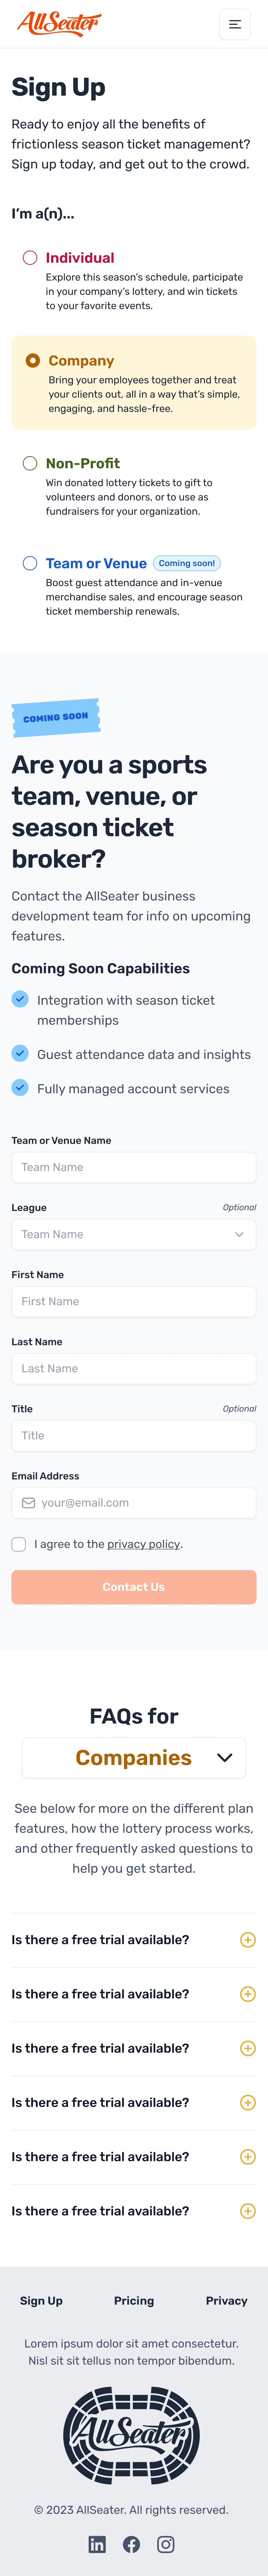 AllSeater
Sign Up
Ready to enjoy all the benefits of
frictionless season ticket management?
Sign up today, and get out to the crowd.
I'm a(n)...
Individual
Explore this season's schedule, participate
in your company's lottery, and win tickets
to your favorite events.
Company
Bring your employees together and treat
your clients out, all in a way that's simple,
engaging, and hassle-free.
Non-Profit
Win donated lottery tickets to gift to
volunteers and donors, or to use as
fundraisers for your organization.
Team or Venue Coming soon!
Boost guest attendance and in-venue
merchandise sales, and encourage season
ticket membership renewals.
COMING SOON
Are you a sports
team, venue, or
season ticket
broker?
Contact the AllSeater business
development team for info on upcoming
features.
Coming Soon Capabilities
Integration with season ticket
memberships
Guest attendance data and insights
Fully managed account services
Team or Venue Name
Team Name
League Optional
Team Name
First Name
First Name
Last Name
Last Name
Title Optional
Title
Email Address
your@email.com
I agree to the privacy policy.
Contact Us
FAQs for
Companies
See below for more on the different plan
features, how the lottery process works,
and other frequently asked questions to
help you get started.
Is there a free trial available?
Is there a free trial available?
Is there a free trial available?
Is there a free trial available?
Is there a free trial available?
Is there a free trial available?
Sign Up Pricing Privacy
Lorem ipsum dolor sit amet consectetur.
Nisl sit sit tellus non tempor bibendum.
AllSeater
© 2023 AllSeater. All rights reserved.